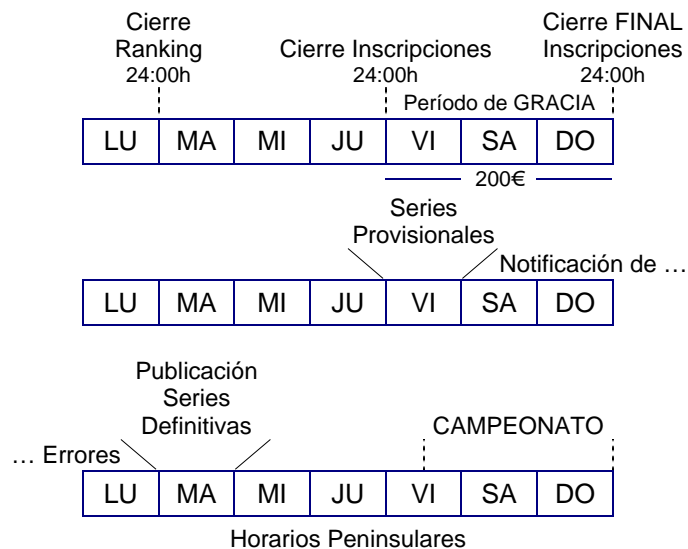 Cierre
Ranking
24:00h
Cierre Inscripciones
24:00h
Cierre FINAL
Inscripciones
24:00h
Período de GRACIA
LU MA MI JU VI SA DO
200€
Series
Provisionales
Notificación de …
LU MA MI JU VI SA DO
Publicación
Series
Definitivas
… Errores
CAMPEONATO
LU MA MI JU VI SA DO
Horarios Peninsulares